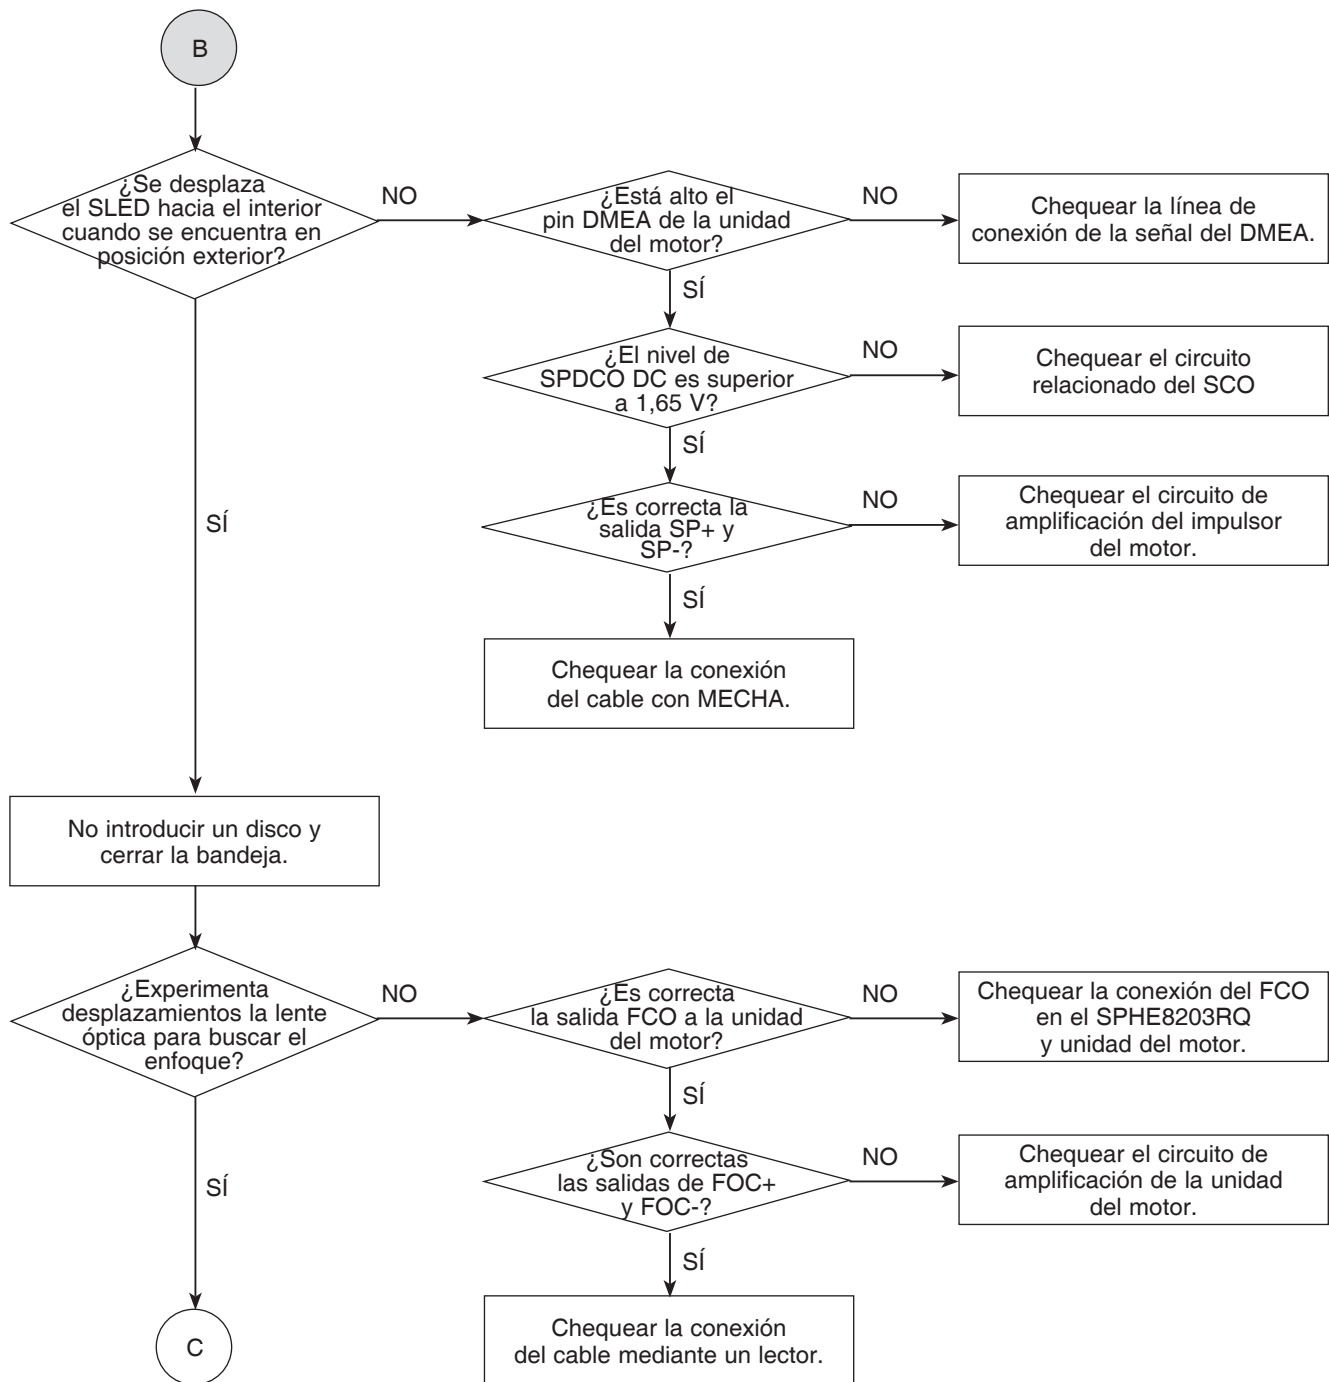 B
¿Se desplaza
el SLED hacia el interior
cuando se encuentra en
posición exterior?
NO
¿Está alto el
pin DMEA de la unidad
del motor?
NO
Chequear la línea de
conexión de la señal del DMEA.
SÍ
¿El nivel de
SPDCO DC es superior
a 1,65 V?
NO
Chequear el circuito
relacionado del SCO
SÍ
¿Es correcta la
salida SP+ y
SP-?
NO
Chequear el circuito de
amplificación del impulsor
del motor.
SÍ
SÍ
Chequear la conexión
del cable con MECHA.
No introducir un disco y
cerrar la bandeja.
¿Experimenta
desplazamientos la lente
óptica para buscar el
enfoque?
NO
¿Es correcta
la salida FCO a la unidad
del motor?
NO
Chequear la conexión del FCO
en el SPHE8203RQ
y unidad del motor.
SÍ
¿Son correctas
las salidas de FOC+
y FOC-?
NO
Chequear el circuito de
amplificación de la unidad
del motor.
SÍ
SÍ
Chequear la conexión
del cable mediante un lector.
C